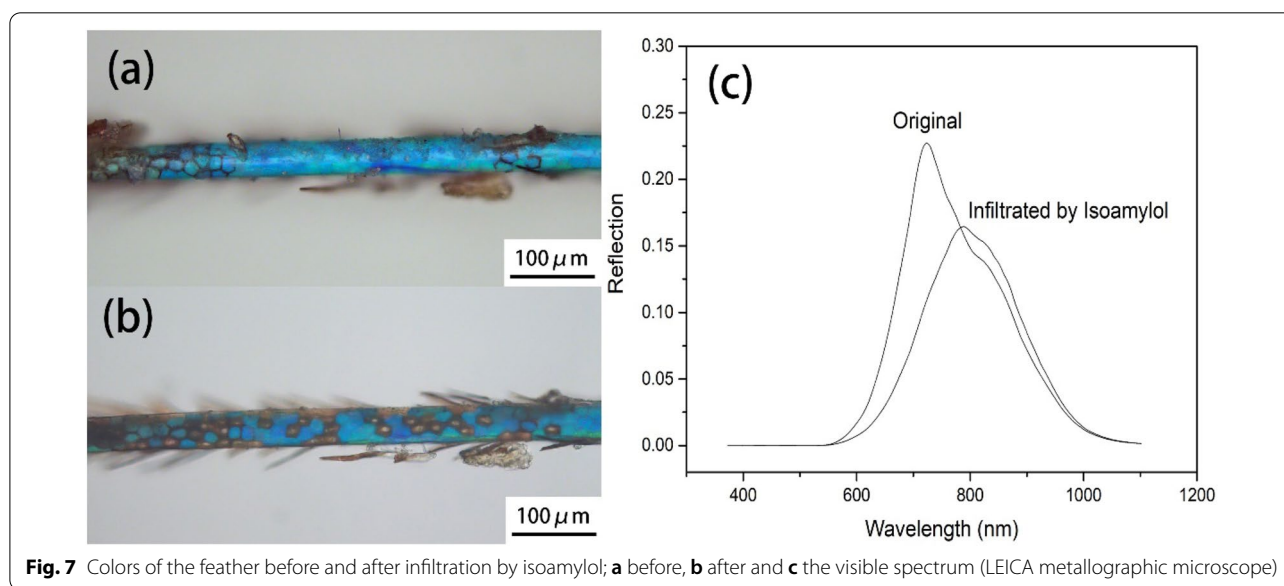 (a)
100 μm
(b)
100 μm
(c)
0.30
0.25
0.20
0.15
0.10
0.05
0.00
Reflection
Original
Infiltrated by Isoamylol
400 600 800 1000 1200
Wavelength (nm)
Fig. 7 Colors of the feather before and after infiltration by isoamylol; a before, b after and c the visible spectrum (LEICA metallographic microscope)